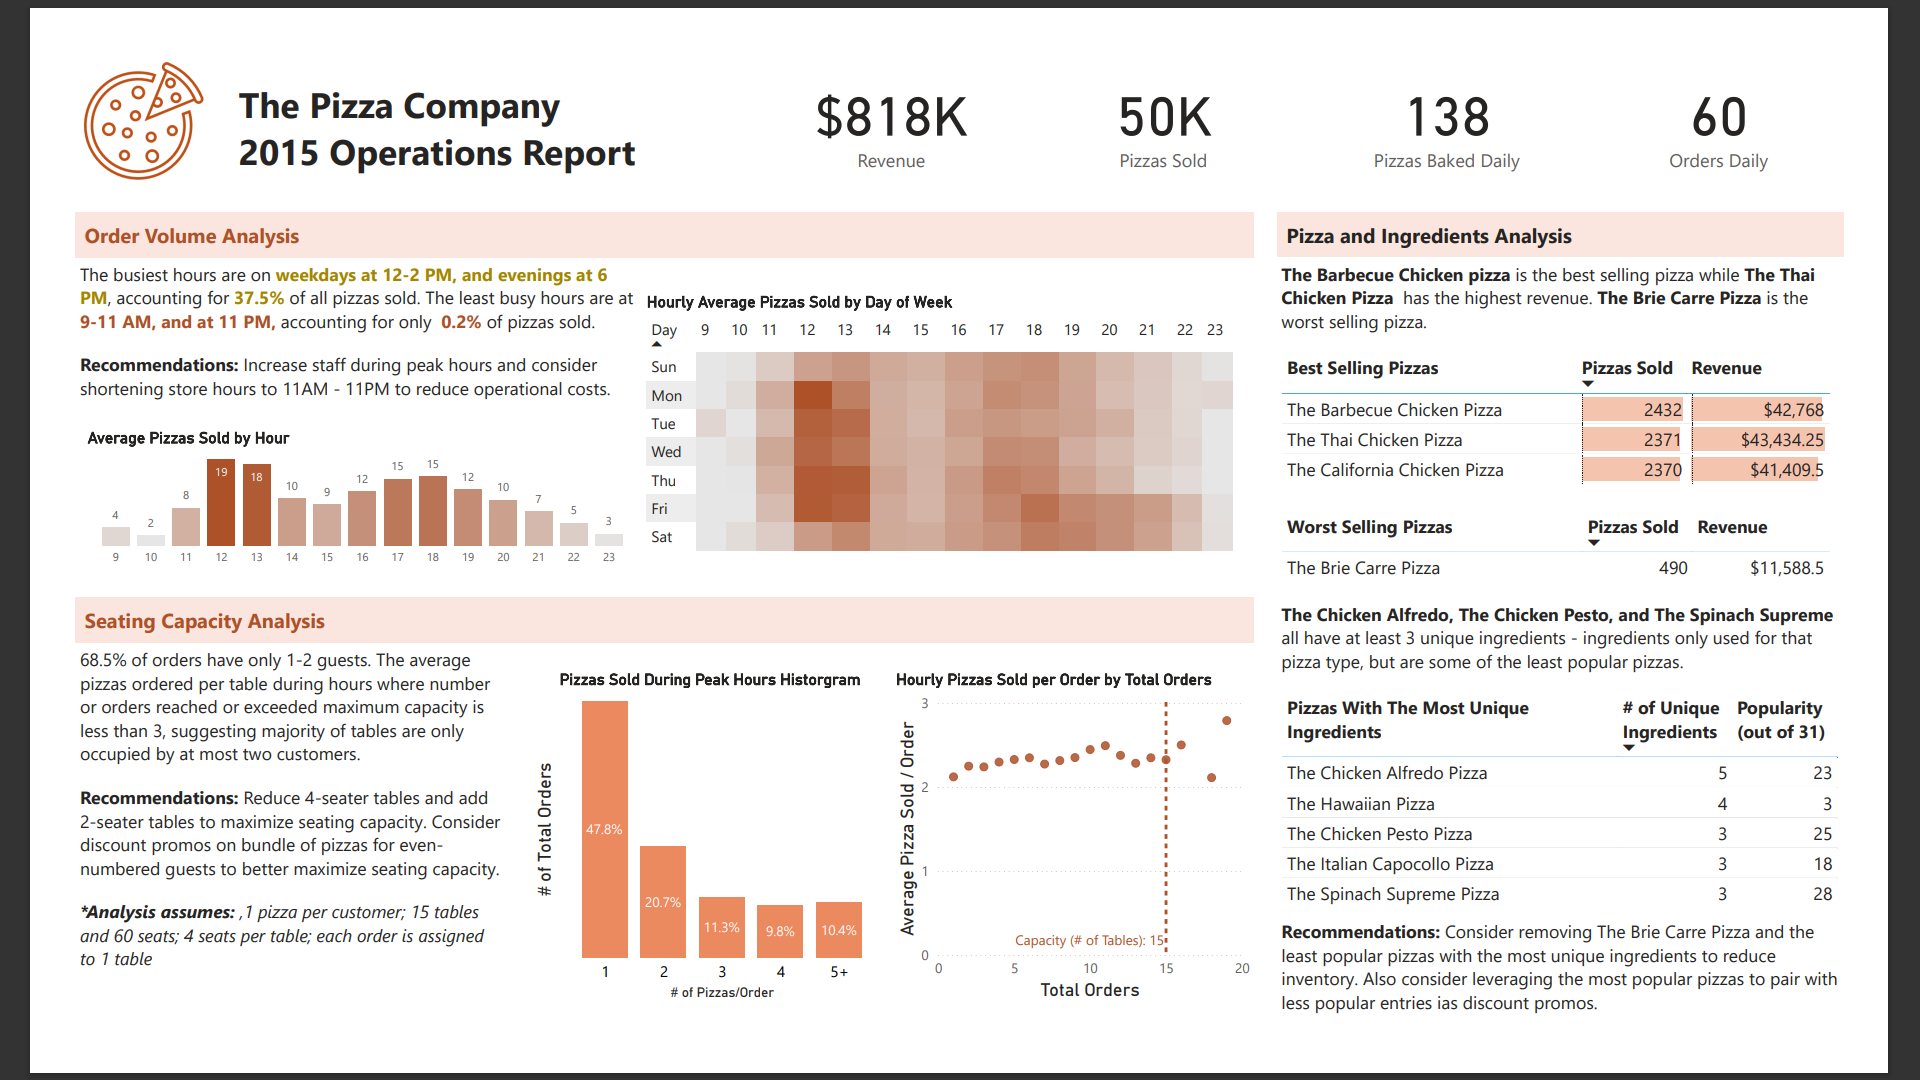 The Pizza Company
2015 Operations Report
$818K
Revenue
50K
Pizzas Sold
138
Pizzas Baked Daily
60
Orders Daily
Order Volume Analysis
The busiest hours are on weekdays at 12-2 PM, and evenings at 6
PM, accounting for 37.5% of all pizzas sold. The least busy hours are at
9-11 AM, and at 11 PM, accounting for only 0.2% of pizzas sold.
Recommendations: Increase staff during peak hours and consider
shortening store hours to 11AM - 11PM to reduce operational costs.
Average Pizzas Sold by Hour
4 2 8 19 18 10 9 12 15 15 12 10 7 5 3
9 10 11 12 13 14 15 16 17 18 19 20 21 22 23
Hourly Average Pizzas Sold by Day of Week
Day 9 10 11 12 13 14 15 16 17 18 19 20 21 22 23
Sun
Mon
Tue
Wed
Thu
Fri
Sat
Seating Capacity Analysis
68.5% of orders have only 1-2 guests. The average
pizzas ordered per table during hours where number
or orders reached or exceeded maximum capacity is
less than 3, suggesting majority of tables are only
occupied by at most two customers.
Recommendations: Reduce 4-seater tables and add
2-seater tables to maximize seating capacity. Consider
discount promos on bundle of pizzas for even-
numbered guests to better maximize seating capacity.
*Analysis assumes: ,1 pizza per customer; 15 tables
and 60 seats; 4 seats per table; each order is assigned
to 1 table
Pizzas Sold During Peak Hours Historgram
# of Total Orders
47.8% 20.7% 11.3% 9.8% 10.4%
1 2 3 4 5+
# of Pizzas/Order
Hourly Pizzas Sold per Order by Total Orders
Average Pizza Sold / Order
3
2
1
0
Capacity (# of Tables): 15
0 5 10 15 20
Total Orders
Pizza and Ingredients Analysis
The Barbecue Chicken pizza is the best selling pizza while The Thai
Chicken Pizza has the highest revenue. The Brie Carre Pizza is the
worst selling pizza.
Best Selling Pizzas Pizzas Sold Revenue
The Barbecue Chicken Pizza 2432 $42,768
The Thai Chicken Pizza 2371 $43,434.25
The California Chicken Pizza 2370 $41,409.5
Worst Selling Pizzas Pizzas Sold Revenue
The Brie Carre Pizza 490 $11,588.5
The Chicken Alfredo, The Chicken Pesto, and The Spinach Supreme
all have at least 3 unique ingredients - ingredients only used for that
pizza type, but are some of the least popular pizzas.
Pizzas With The Most Unique # of Unique Popularity
Ingredients Ingredients (out of 31)
The Chicken Alfredo Pizza 5 23
The Hawaiian Pizza 4 3
The Chicken Pesto Pizza 3 25
The Italian Capocollo Pizza 3 18
The Spinach Supreme Pizza 3 28
Recommendations: Consider removing The Brie Carre Pizza and the
least popular pizzas with the most unique ingredients to reduce
inventory. Also consider leveraging the most popular pizzas to pair with
less popular entries ias discount promos.